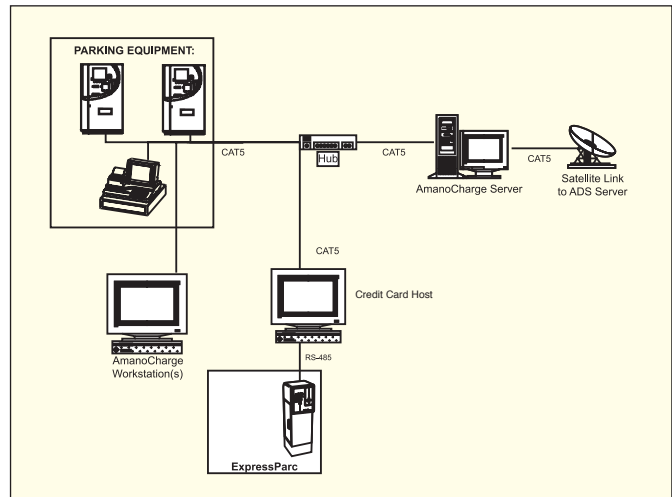 PARKING EQUIPMENT:
CAT5
Hub
CAT5
AmanoCharge Server
CAT5
Satellite Link
to ADS Server
CAT5
Credit Card Host
AmanoCharge
Workstation(s)
RS-485
ExpressParc